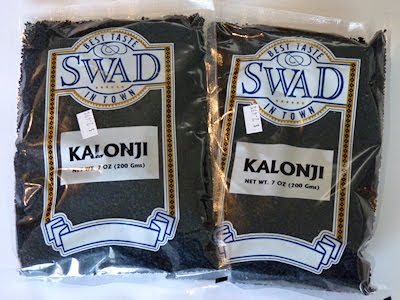 BEST TASTE
SWAD
IN TOWN
KALONJI
NET WT. 7 OZ (200 Gms)
BEST TASTE
SWAD
IN TOWN
KALONJI
NET WT. 7 OZ (200 Gms)